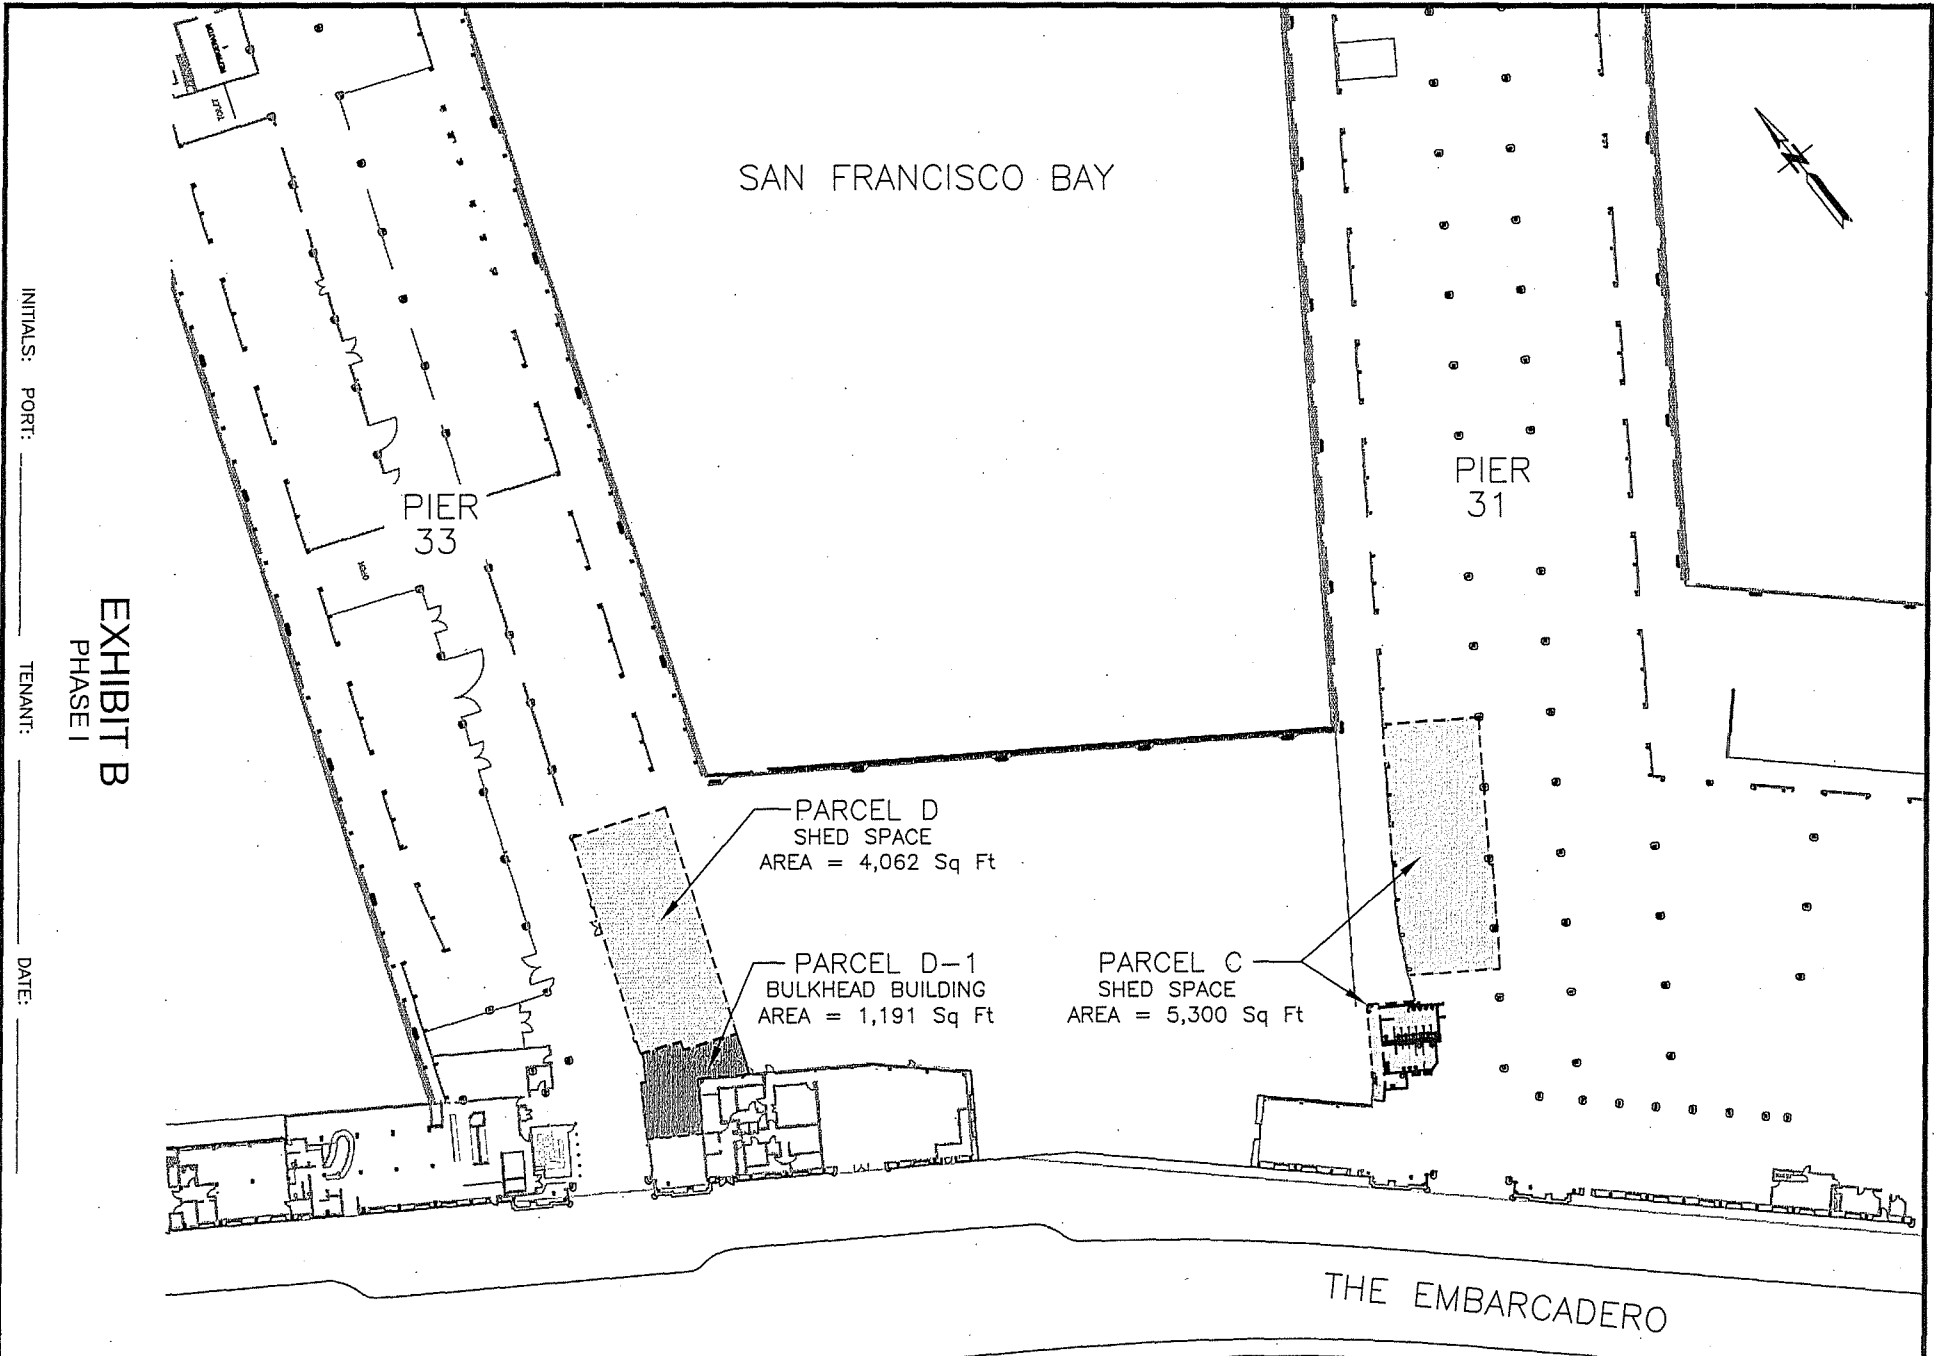 SAN FRANCISCO BAY
PIER
31
PIER
33
PARCEL D
SHED SPACE
AREA = 4,062 Sq Ft
PARCEL D-1
BULKHEAD BUILDING
AREA = 1,191 Sq Ft
PARCEL C
SHED SPACE
AREA = 5,300 Sq Ft
THE EMBARCADERO
EXHIBIT B
PHASE I
INITIALS: PORT: TENANT: DATE: